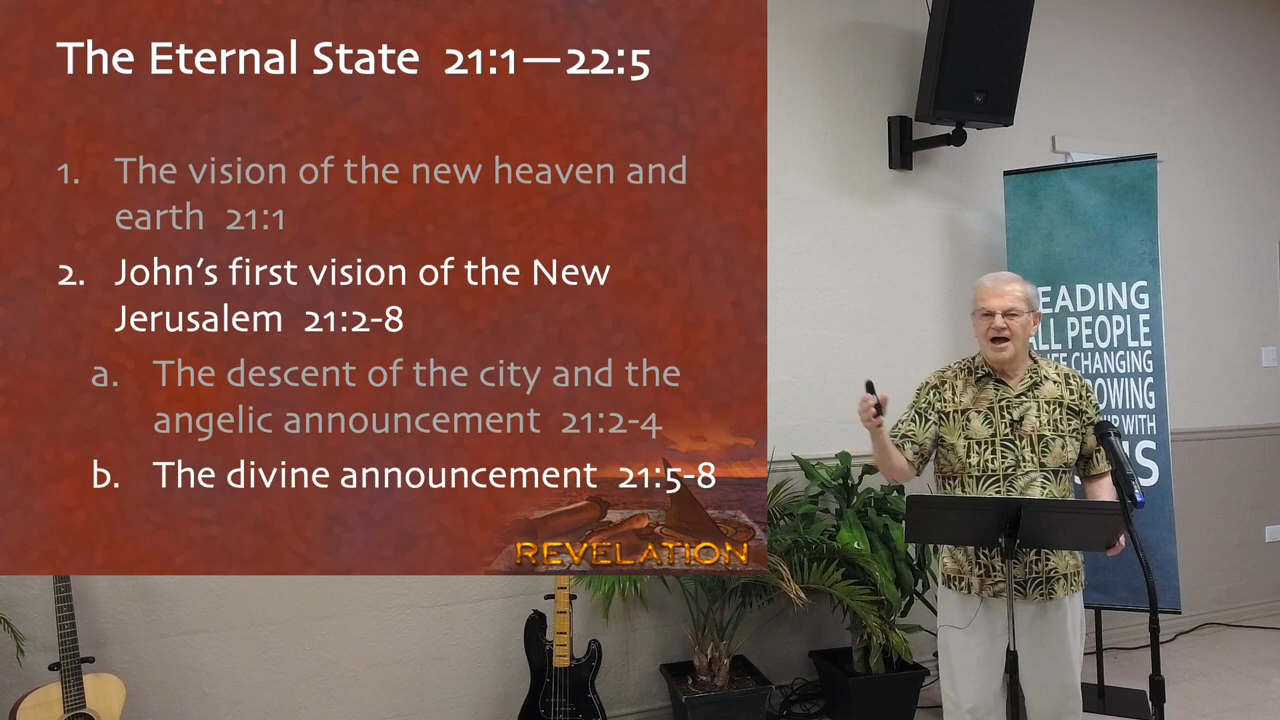 The Eternal State 21:1—22:5
1. The vision of the new heaven and
earth 21:1
2. John's first vision of the New
Jerusalem 21:2-8
a. The descent of the city and the
angelic announcement 21:2-4
b. The divine announcement 21:5-8
REVELATION
EADING
ALL PEOPLE
CHANGING
OWING
WITH